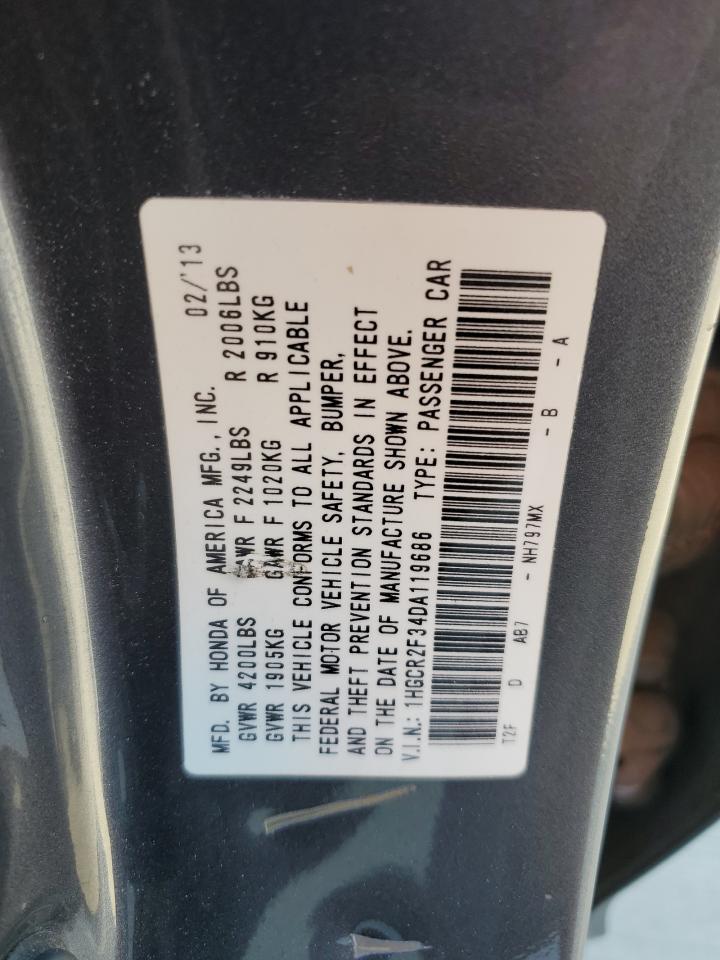 MFD. BY HONDA OF AMERICA MFG., INC. 02/'13
GVWR 4200LBS GAWR F 2249LBS R 2006LBS
GVWR 1905KG GAWR F 1020KG R 910KG
THIS VEHICLE CONFORMS TO ALL APPLICABLE
FEDERAL MOTOR VEHICLE SAFETY, BUMPER,
AND THEFT PREVENTION STANDARDS IN EFFECT
ON THE DATE OF MANUFACTURE SHOWN ABOVE.
V.I.N.: 1HGCR2F34DA119686 TYPE: PASSENGER CAR
T2F D AB7 - NH797MX - B - A